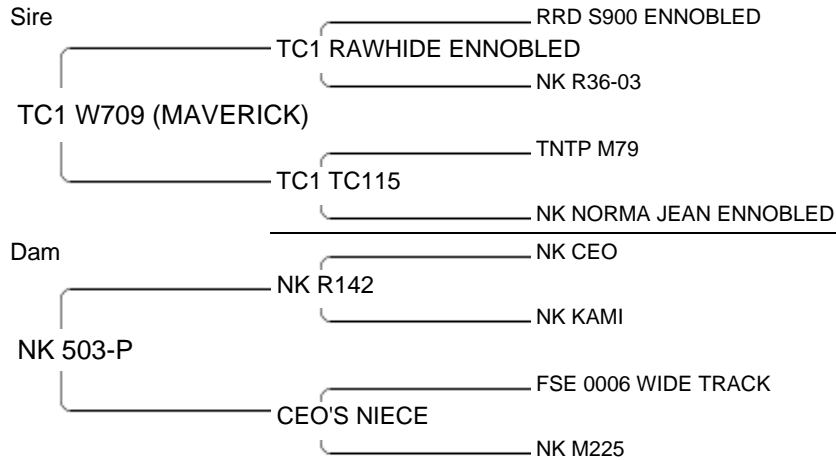 Sire
RRD S900 ENNOBLED
TC1 RAWHIDE ENNOBLED
NK R36-03
TC1 W709 (MAVERICK)
TNTP M79
TC1 TC115
NK NORMA JEAN ENNOBLED
Dam
NK CEO
NK R142
NK KAMI
NK 503-P
FSE 0006 WIDE TRACK
CEO'S NIECE
NK M225